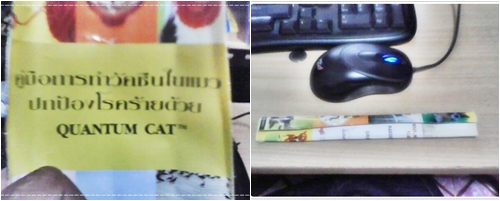 คู่มือการทำวัคซีนในแมว
ปกป้องโรคร้ายด้วย
QUANTUM CAT™